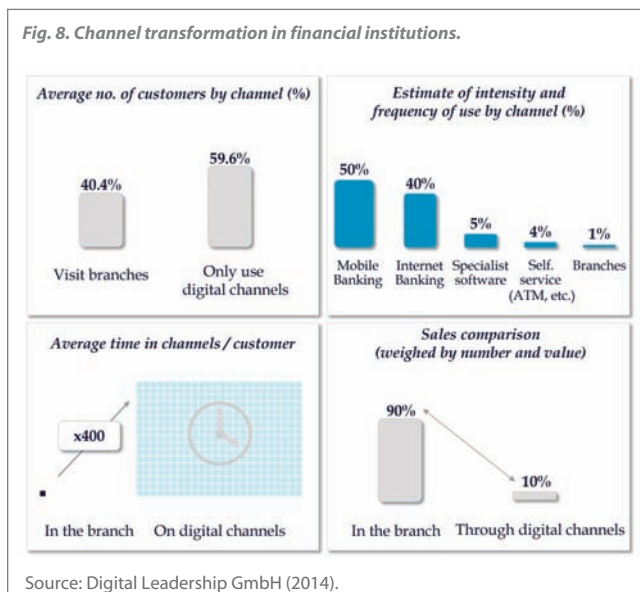 Fig. 8. Channel transformation in financial institutions.
Average no. of customers by channel (%)
59.6%
40.4%
Visit branches
Only use
digital channels
Estimate of intensity and
frequency of use by channel (%)
50%
40%
5%
4%
1%
Mobile
Banking
Internet
Banking
Specialist
software
Self.
service
(ATM, etc.)
Branches
Average time in channels / customer
x400
In the branch
On digital channels
Sales comparison
(weighed by number and value)
90%
10%
In the branch
Through digital channels
Source: Digital Leadership GmbH (2014).